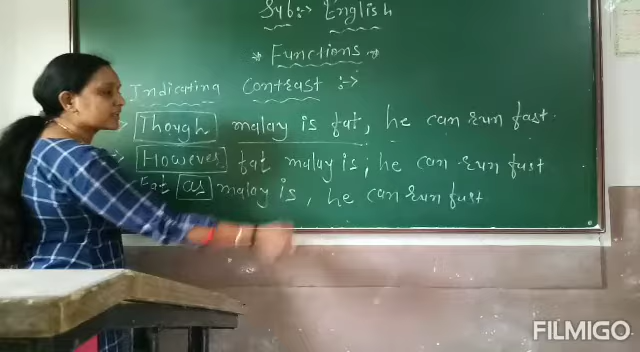 Sub:- English
* Functions *
Indicating Contrast :-
Though malay is fat, he can run fast.
However fat malay is, he can run fast
Fat as malay is, he can run fast
FILMIGO